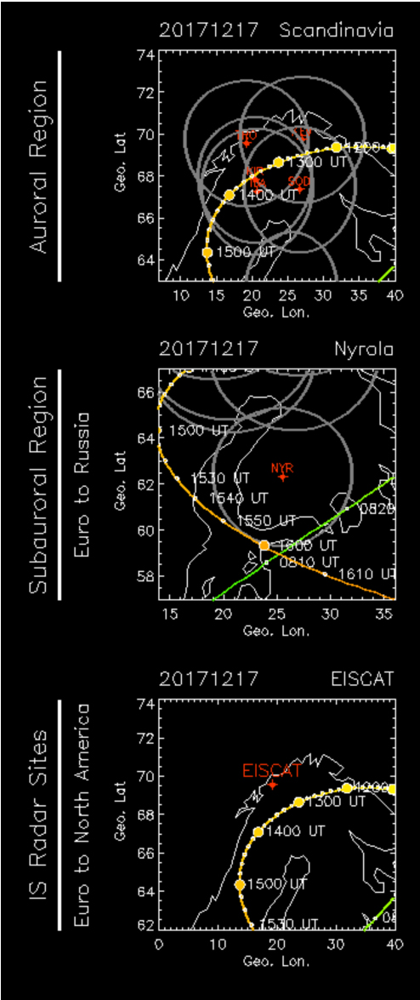 Auroral Region
20171217 Scandinavia
74
72
70
68
66
64
Geo. Lat
TRO
KEV
1200
1300 UT
KIR
SOD
1400 UT
1500 UT
10 15 20 25 30 35 40
Geo. Lon.
Subauroral Region
Euro to Russia
20171217 Nyrola
66
64
62
60
58
Geo. Lat
1500 UT
NYR
1530 UT
1540 UT
0820
1550 UT
1600 UT
0810 UT
1610 UT
15 20 25 30 35
Geo. Lon.
IS Radar Sites
Euro to North America
20171217 EISCAT
74
72
70
68
66
64
62
Geo. Lat
EISCAT
1200
1300 UT
1400 UT
1500 UT
1530 UT
0 10 20 30 40
Geo. Lon.